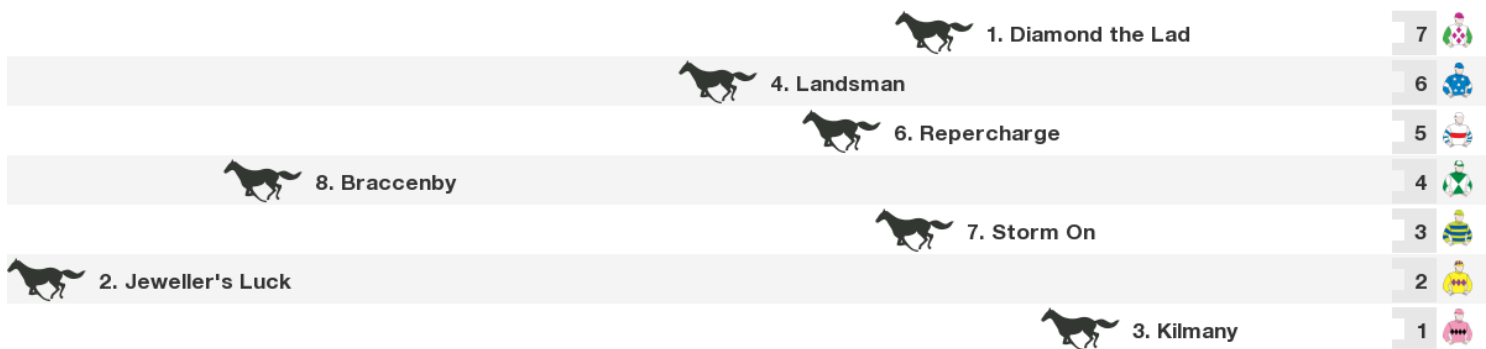 1. Diamond the Lad 7
4. Landsman 6
6. Repercharge 5
8. Braccenby 4
7. Storm On 3
2. Jeweller's Luck 2
3. Kilmany 1